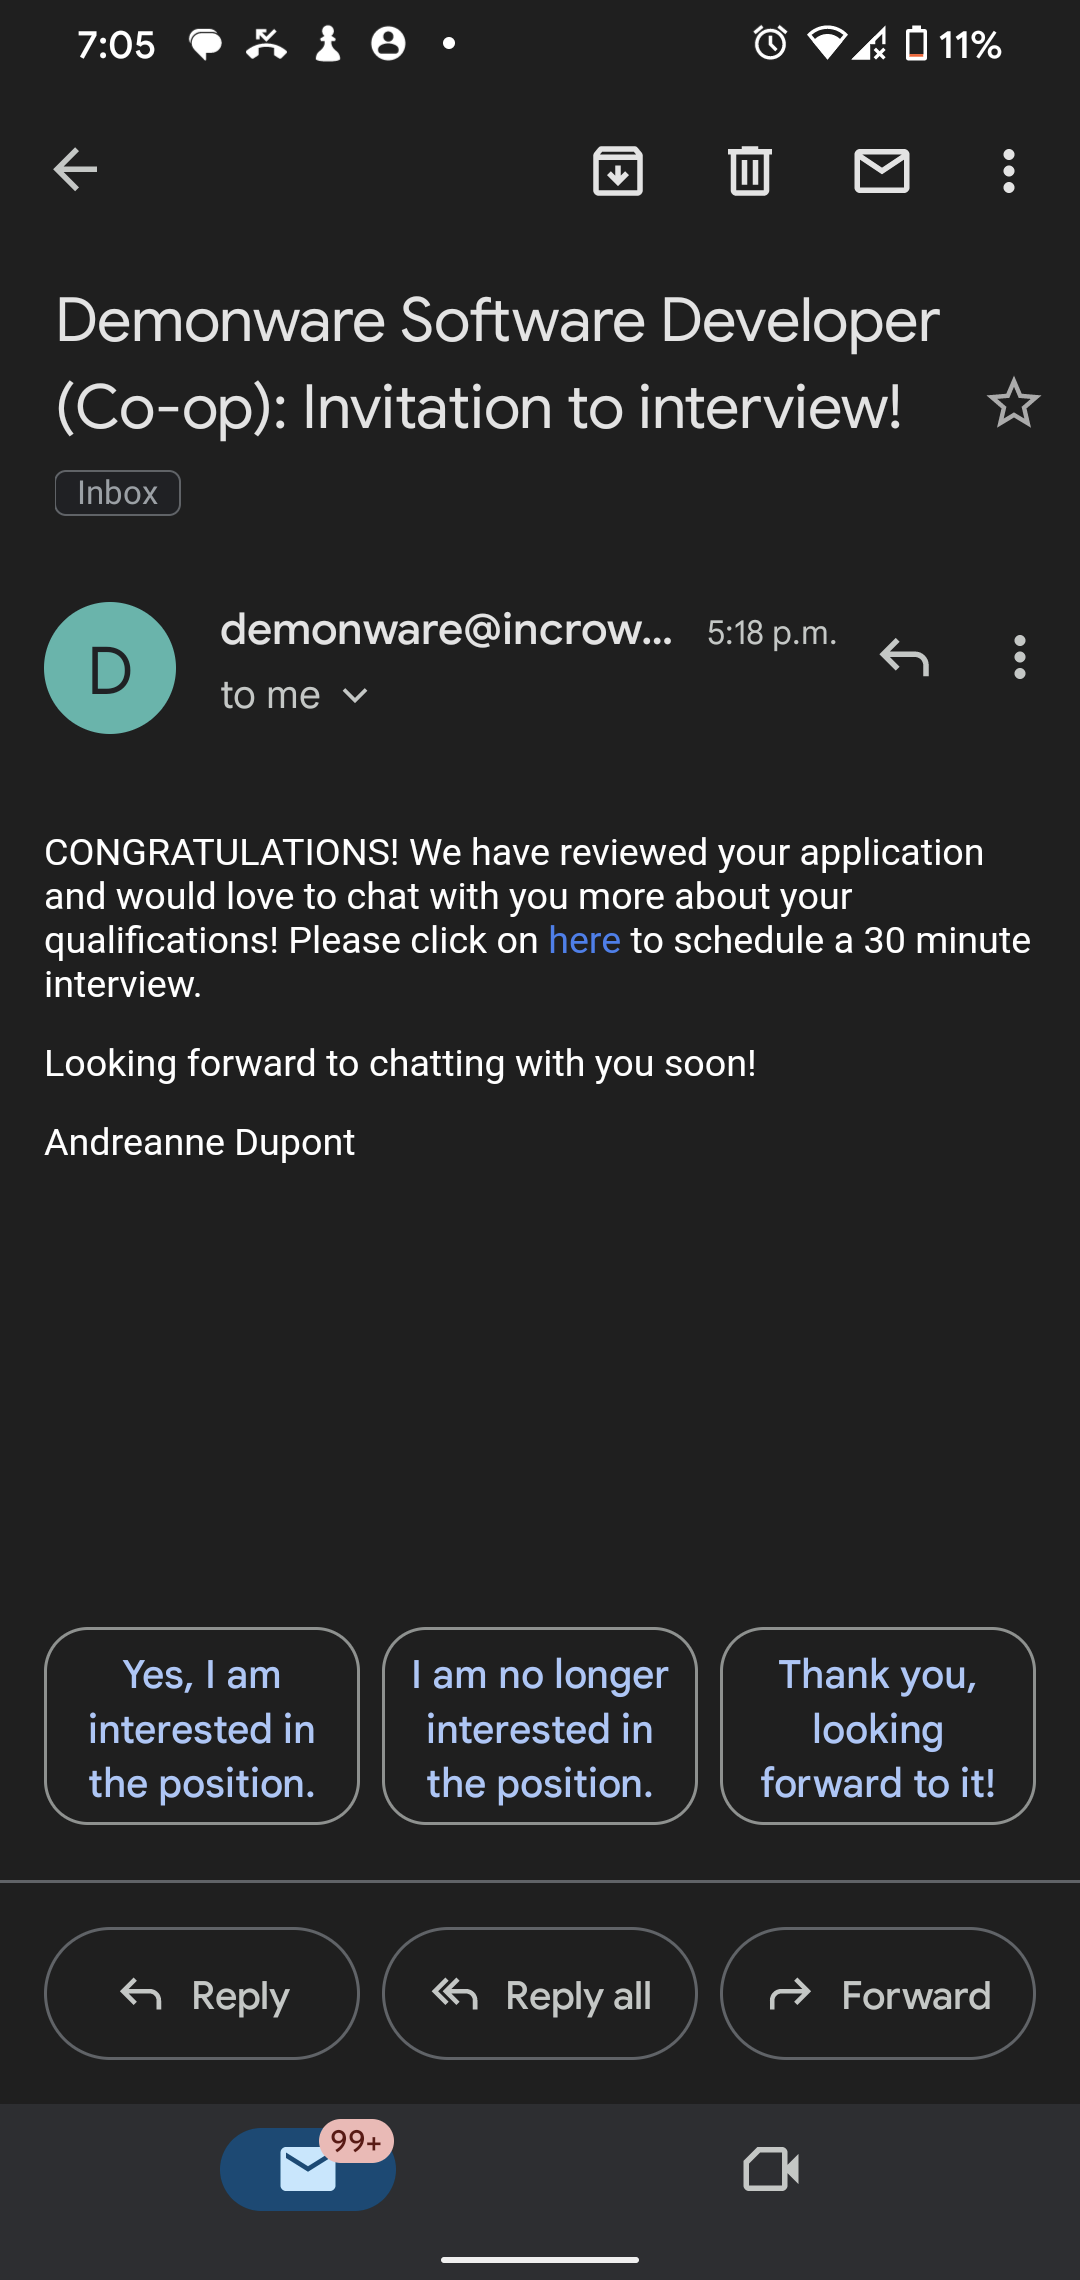 7:05
11%
Demonware Software Developer
(Co-op): Invitation to interview!
Inbox
D
demonware@incrow... 5:18 p.m.
to me
CONGRATULATIONS! We have reviewed your application
and would love to chat with you more about your
qualifications! Please click on here to schedule a 30 minute
interview.
Looking forward to chatting with you soon!
Andreanne Dupont
Yes, I am
interested in
the position.
I am no longer
interested in
the position.
Thank you,
looking
forward to it!
Reply
Reply all
Forward
99+